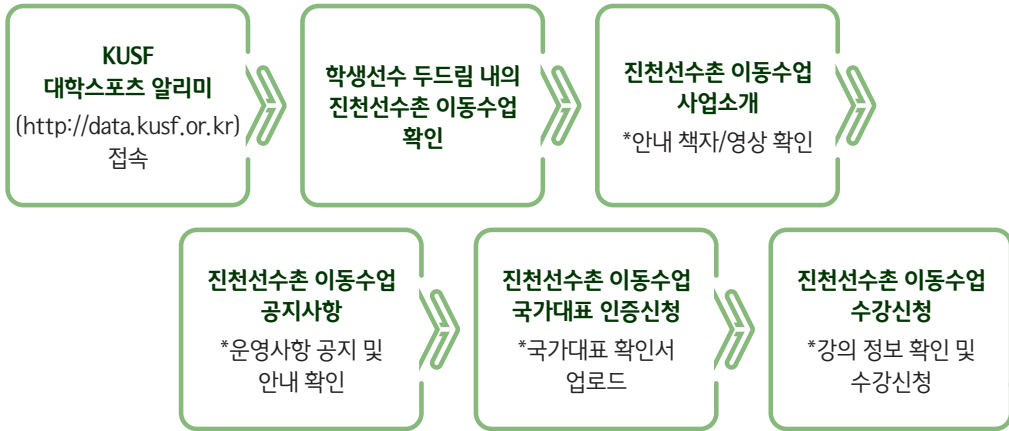 KUSF
대학스포츠 알리미
(http://data.kusf.or.kr)
접속
학생선수 두드림 내의
진천선수촌 이동수업
확인
진천선수촌 이동수업
사업소개
*안내 책자/영상 확인
진천선수촌 이동수업
공지사항
*운영사항 공지 및
안내 확인
진천선수촌 이동수업
국가대표 인증신청
*국가대표 확인서
업로드
진천선수촌 이동수업
수강신청
*강의 정보 확인 및
수강신청